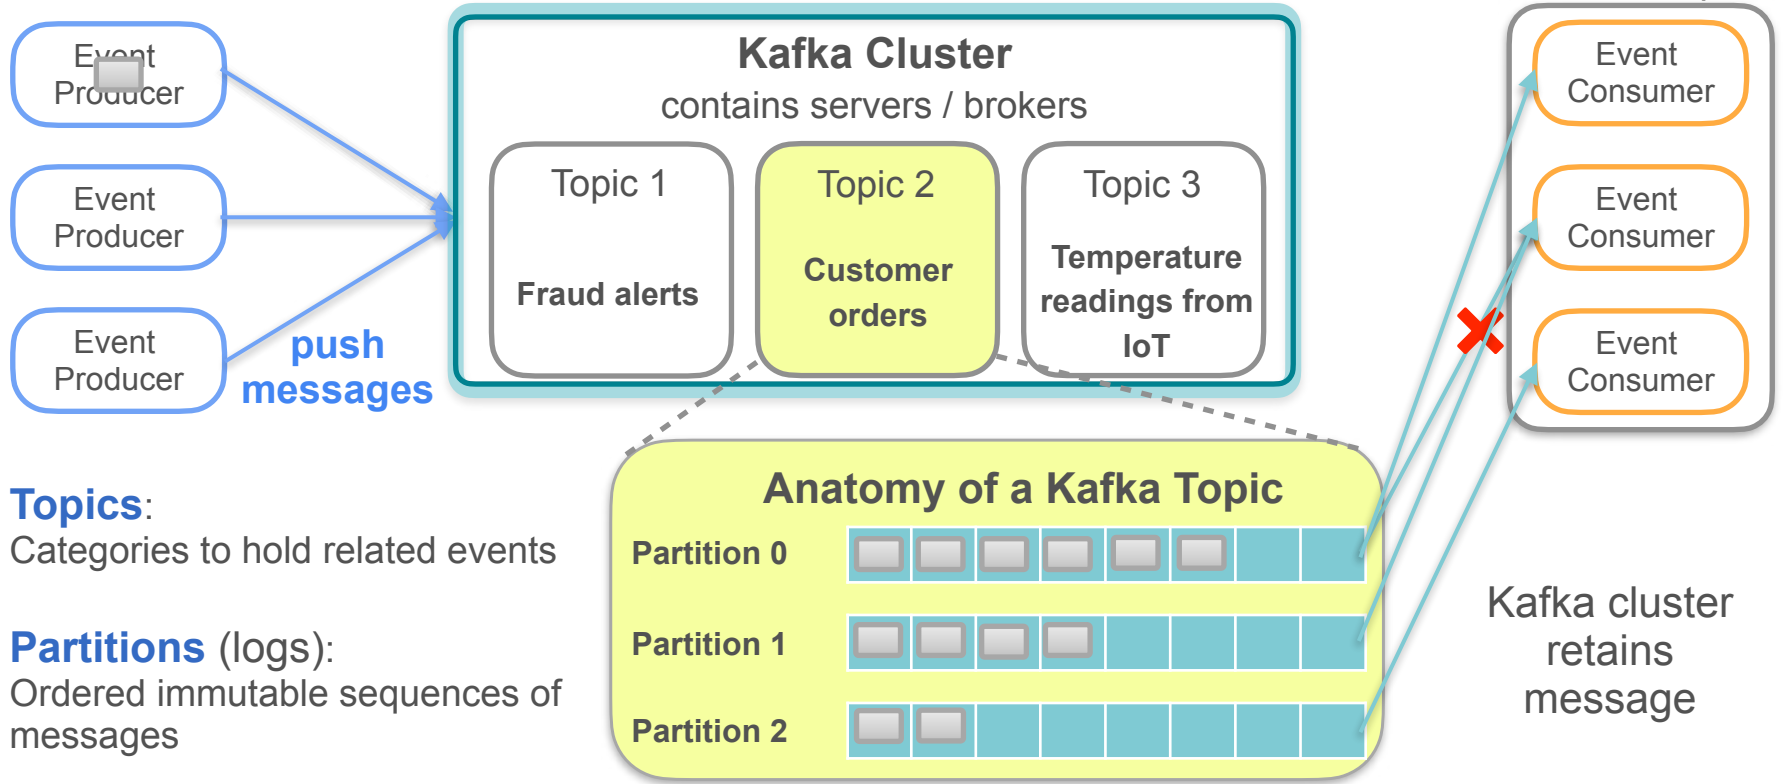 Event
Producer
Event
Producer
Event
Producer
push
messages
Kafka Cluster
contains servers / brokers
Topic 1
Fraud alerts
Topic 2
Customer
orders
Topic 3
Temperature
readings from
IoT
Event
Consumer
Event
Consumer
Event
Consumer
Topics:
Categories to hold related events
Partitions (logs):
Ordered immutable sequences of
messages
Anatomy of a Kafka Topic
Partition 0
Partition 1
Partition 2
Kafka cluster
retains
message